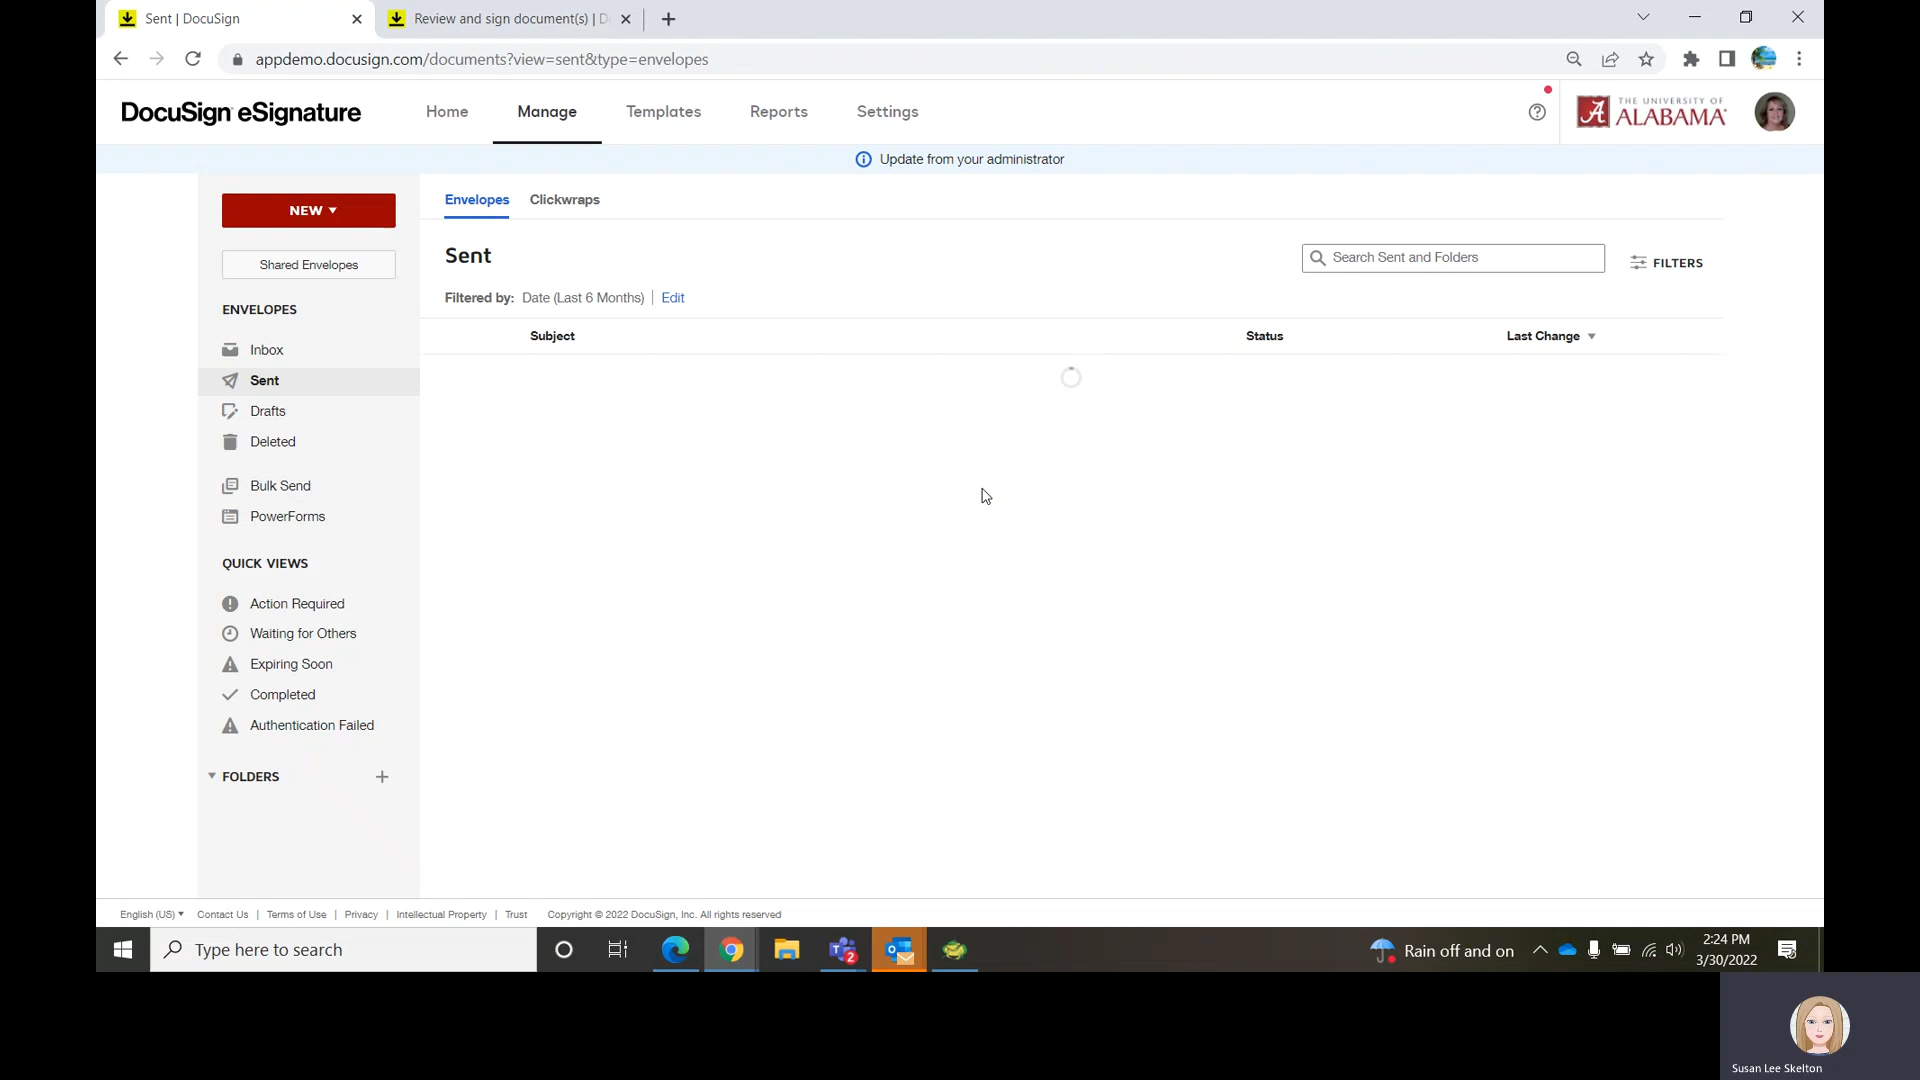 Sent | DocuSign
Review and sign document(s) | D
appdemo.docusign.com/documents?view=sent&type=envelopes
DocuSign eSignature
Home
Manage
Templates
Reports
Settings
THE UNIVERSITY OF
ALABAMA
Update from your administrator
NEW
Shared Envelopes
ENVELOPES
Inbox
Sent
Drafts
Deleted
Bulk Send
PowerForms
QUICK VIEWS
Action Required
Waiting for Others
Expiring Soon
Completed
Authentication Failed
FOLDERS
Envelopes
Clickwraps
Sent
Search Sent and Folders
FILTERS
Filtered by: Date (Last 6 Months) | Edit
Subject
Status
Last Change
English (US) Contact Us | Terms of Use | Privacy | Intellectual Property | Trust Copyright © 2022 DocuSign, Inc. All rights reserved
Type here to search
2
Rain off and on
2:24 PM
3/30/2022
Susan Lee Skelton